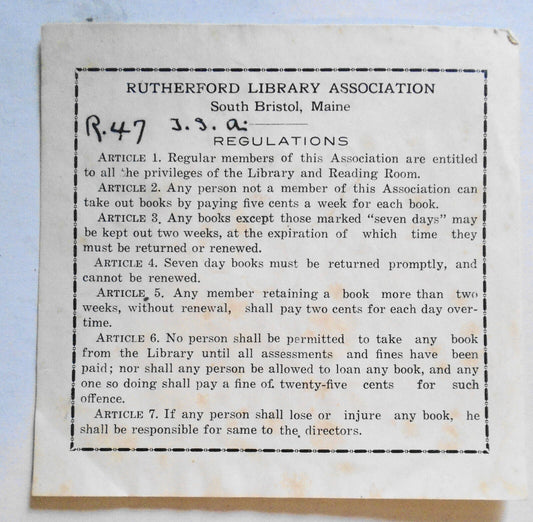 RUTHERFORD LIBRARY ASSOCIATION
South Bristol, Maine
R.47 J.S. a.
REGULATIONS
ARTICLE 1. Regular members of this Association are entitled
to all the privileges of the Library and Reading Room.
ARTICLE 2. Any person not a member of this Association can
take out books by paying five cents a week for each book.
ARTICLE 3. Any books except those marked "seven days" may
be kept out two weeks, at the expiration of which time they
must be returned or renewed.
ARTICLE 4. Seven day books must be returned promptly, and
cannot be renewed.
ARTICLE 5. Any member retaining a book more than two
weeks, without renewal, shall pay two cents for each day over-
time.
ARTICLE 6. No person shall be permitted to take any book
from the Library until all assessments and fines have been
paid; nor shall any person be allowed to loan any book, and any
one so doing shall pay a fine of twenty-five cents for such
offence.
ARTICLE 7. If any person shall lose or injure any book, he
shall be responsible for same to the directors.